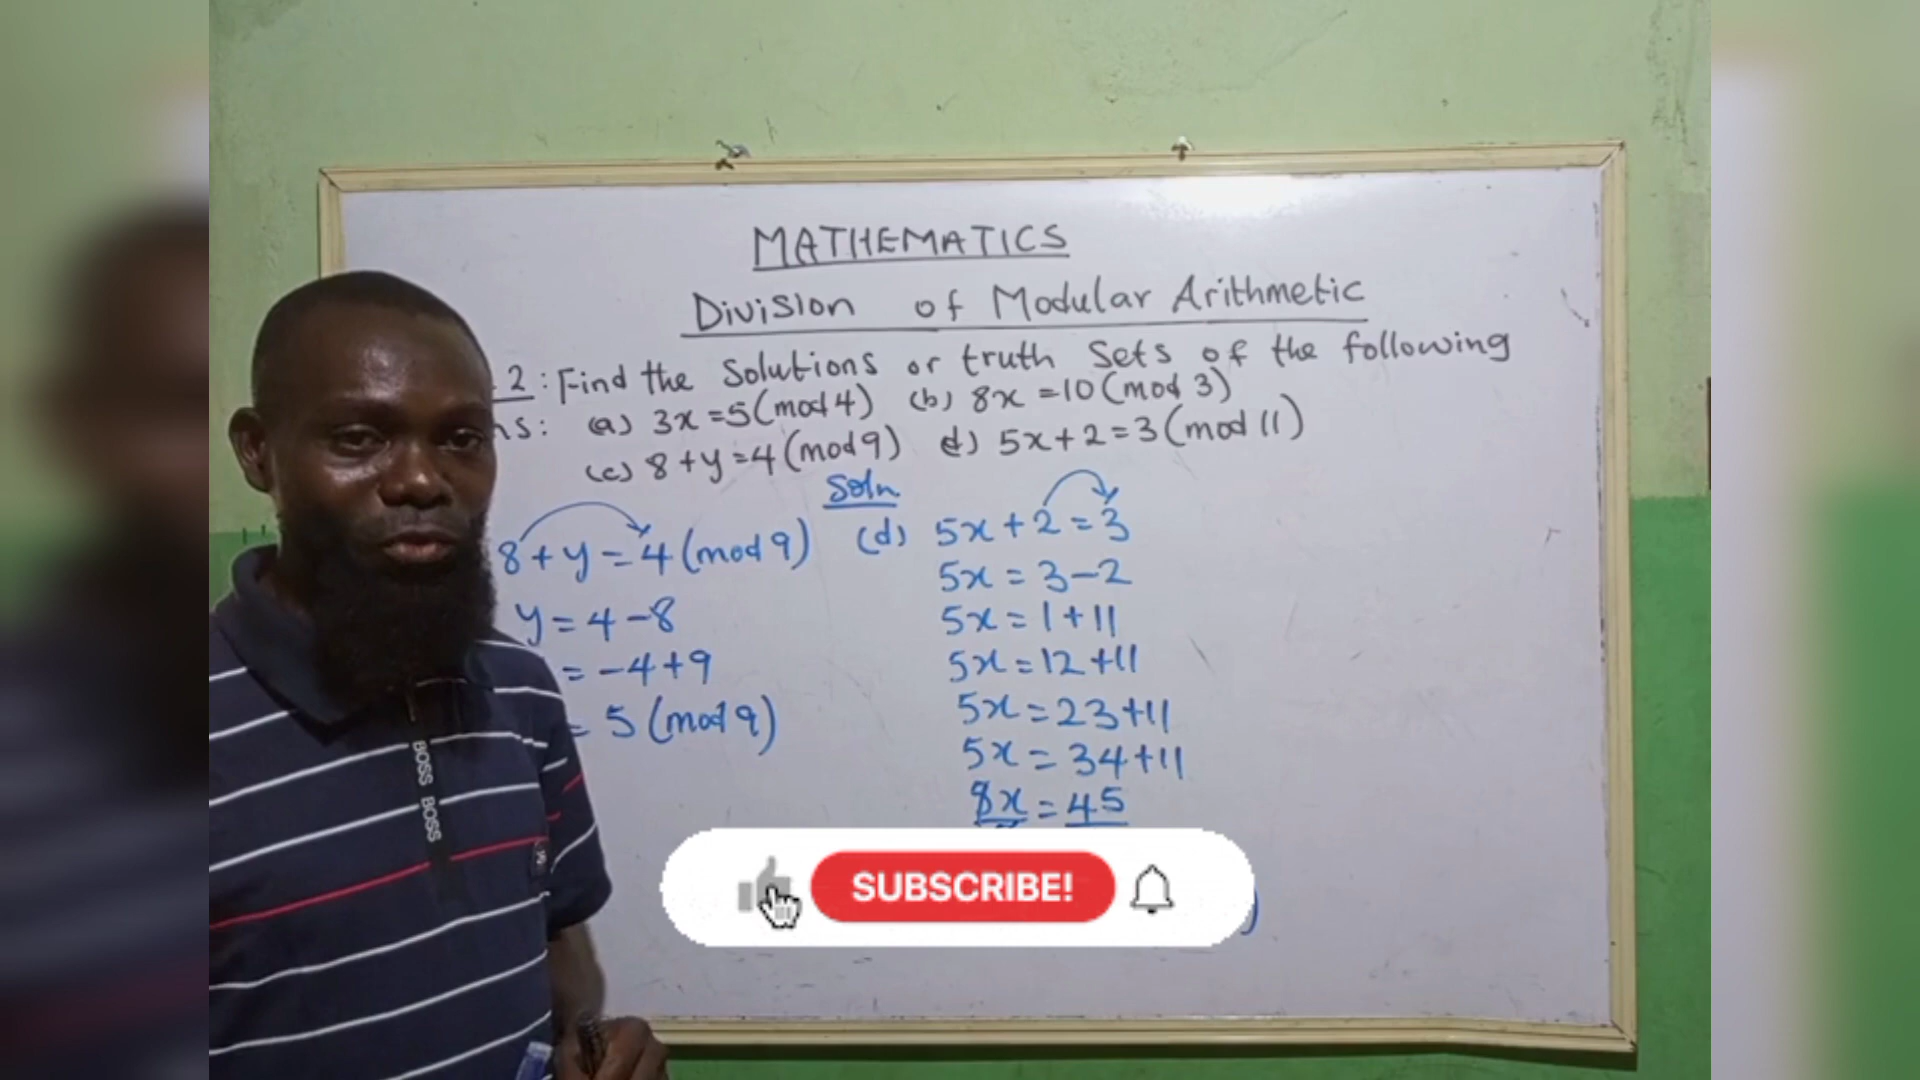 MATHEMATICS
Division of Modular Arithmetic
2: Find the Solutions or truth Sets of the following
ns: (a) 3x=5(mod 4) (b) 8x=10(mod 3)
(c) 8+y=4(mod 9) d) 5x+2=3(mod 11)
Soln
8+y=4(mod 9)
y=4-8
=-4+9
=5(mod 9)
(d) 5x+2=3
5x=3-2
5x=1+11
5x=12+11
5x=23+11
5x=34+11
8x=45
SUBSCRIBE!
BOSS BOSS